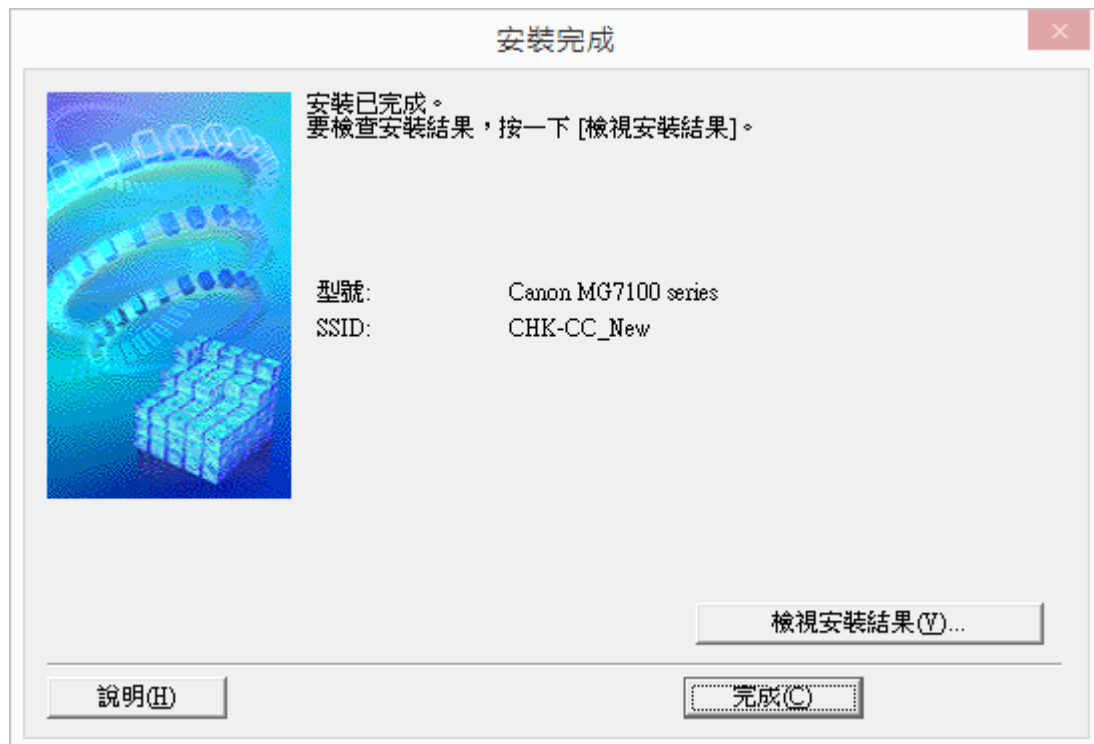 安裝完成
安裝已完成。
要檢查安裝結果，按一下 [檢視安裝結果]。
型號: Canon MG7100 series
SSID: CHK-CC_New
檢視安裝結果(V)...
說明(H) 完成(C)